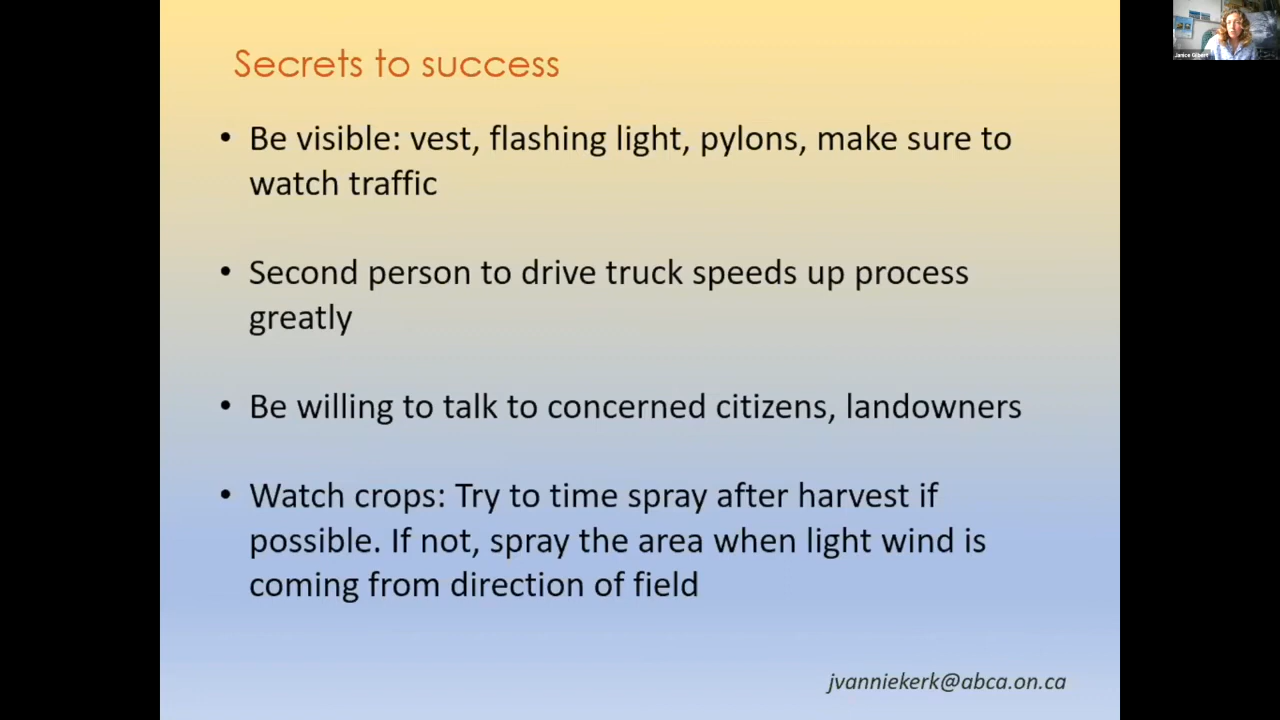 Secrets to success
Janice Gilbert
• Be visible: vest, flashing light, pylons, make sure to
watch traffic
• Second person to drive truck speeds up process
greatly
• Be willing to talk to concerned citizens, landowners
• Watch crops: Try to time spray after harvest if
possible. If not, spray the area when light wind is
coming from direction of field
jvanniekerk@abca.on.ca